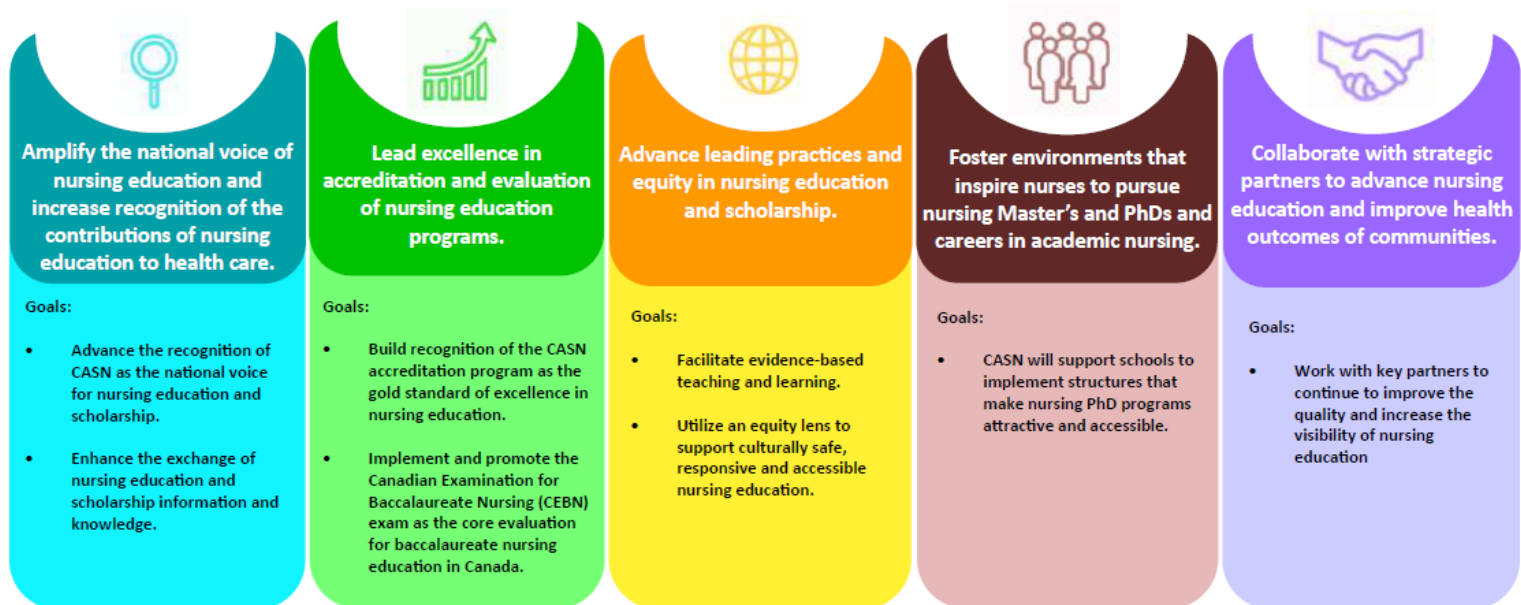 Amplify the national voice of
nursing education and
increase recognition of the
contributions of nursing
education to health care.
Goals:
• Advance the recognition of
CASN as the national voice
for nursing education and
scholarship.
• Enhance the exchange of
nursing education and
scholarship information and
knowledge.
Lead excellence in
accreditation and evaluation
of nursing education
programs.
Goals:
• Build recognition of the CASN
accreditation program as the
gold standard of excellence in
nursing education.
• Implement and promote the
Canadian Examination for
Baccalaureate Nursing (CEBN)
exam as the core evaluation
for baccalaureate nursing
education in Canada.
Advance leading practices and
equity in nursing education
and scholarship.
Goals:
• Facilitate evidence-based
teaching and learning.
• Utilize an equity lens to
support culturally safe,
responsive and accessible
nursing education.
Foster environments that
inspire nurses to pursue
nursing Master's and PhDs and
careers in academic nursing.
Goals:
• CASN will support schools to
implement structures that
make nursing PhD programs
attractive and accessible.
Collaborate with strategic
partners to advance nursing
education and improve health
outcomes of communities.
Goals:
• Work with key partners to
continue to improve the
quality and increase the
visibility of nursing
education